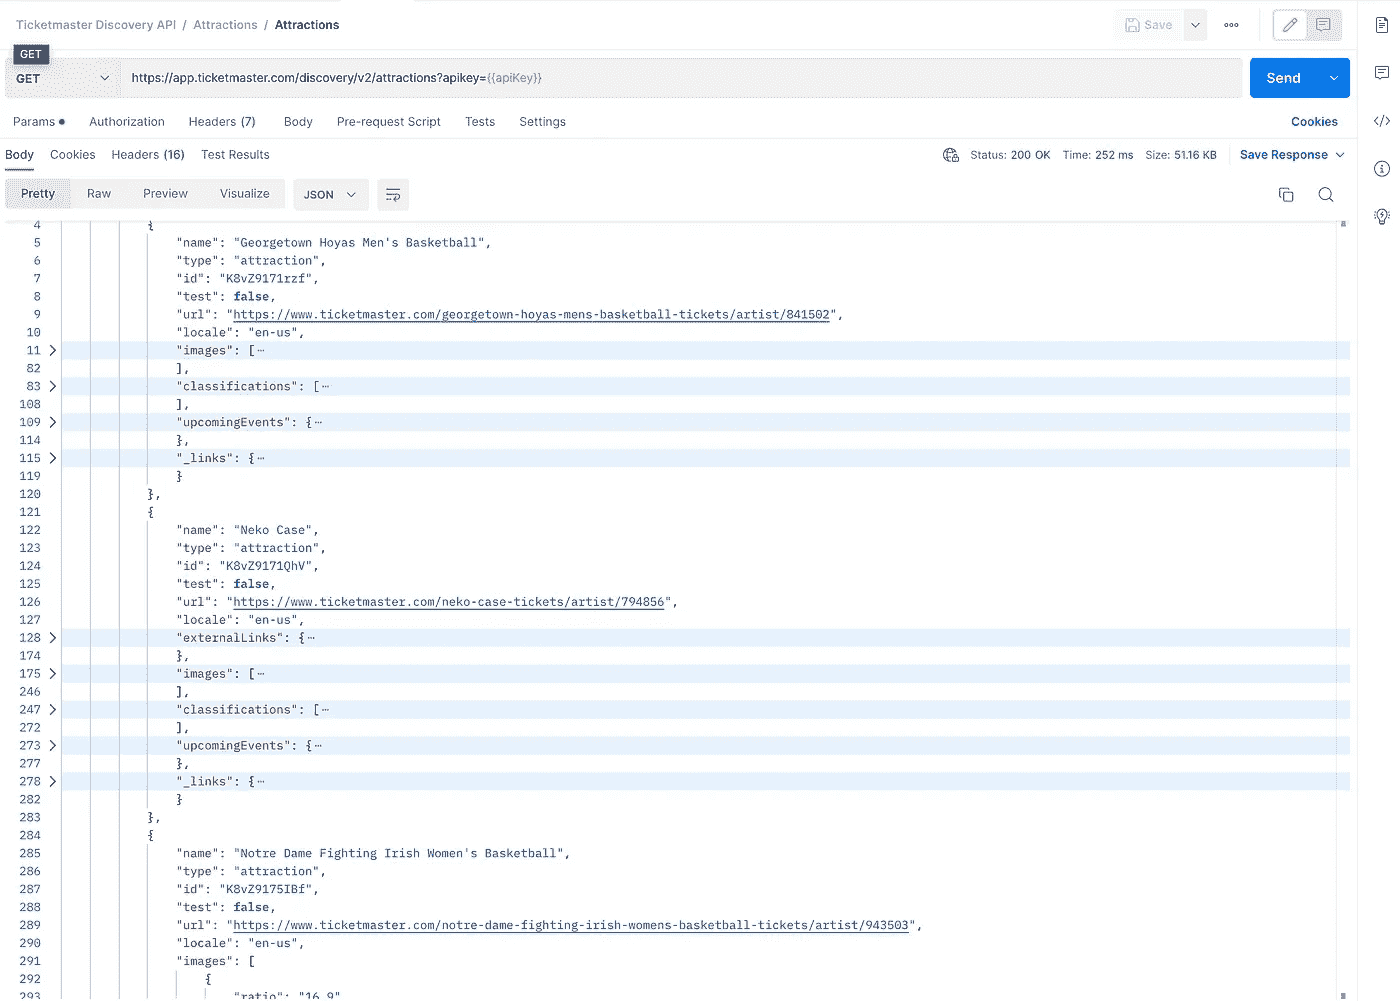 Ticketmaster Discovery API / Attractions / Attractions
Save
GET
GET https://app.ticketmaster.com/discovery/v2/attractions?apikey={{apiKey}} Send
Params Authorization Headers (7) Body Pre-request Script Tests Settings Cookies
Body Cookies Headers (16) Test Results Status: 200 OK Time: 252 ms Size: 51.16 KB Save Response
Pretty Raw Preview Visualize JSON
4 {
5 "name": "Georgetown Hoyas Men's Basketball",
6 "type": "attraction",
7 "id": "K8vZ9171rzf",
8 "test": false,
9 "url": "https://www.ticketmaster.com/georgetown-hoyas-mens-basketball-tickets/artist/841502",
10 "locale": "en-us",
11 "images": [⋯
82 ],
83 "classifications": [⋯
108 ],
109 "upcomingEvents": {⋯
114 },
115 "_links": {⋯
119 }
120 },
121 {
122 "name": "Neko Case",
123 "type": "attraction",
124 "id": "K8vZ9171QhV",
125 "test": false,
126 "url": "https://www.ticketmaster.com/neko-case-tickets/artist/794856",
127 "locale": "en-us",
128 "externalLinks": {⋯
174 },
175 "images": [⋯
246 ],
247 "classifications": [⋯
272 ],
273 "upcomingEvents": {⋯
277 },
278 "_links": {⋯
282 }
283 },
284 {
285 "name": "Notre Dame Fighting Irish Women's Basketball",
286 "type": "attraction",
287 "id": "K8vZ9175IBf",
288 "test": false,
289 "url": "https://www.ticketmaster.com/notre-dame-fighting-irish-womens-basketball-tickets/artist/943503",
290 "locale": "en-us",
291 "images": [
292 {
293 "ratio": "16_9"